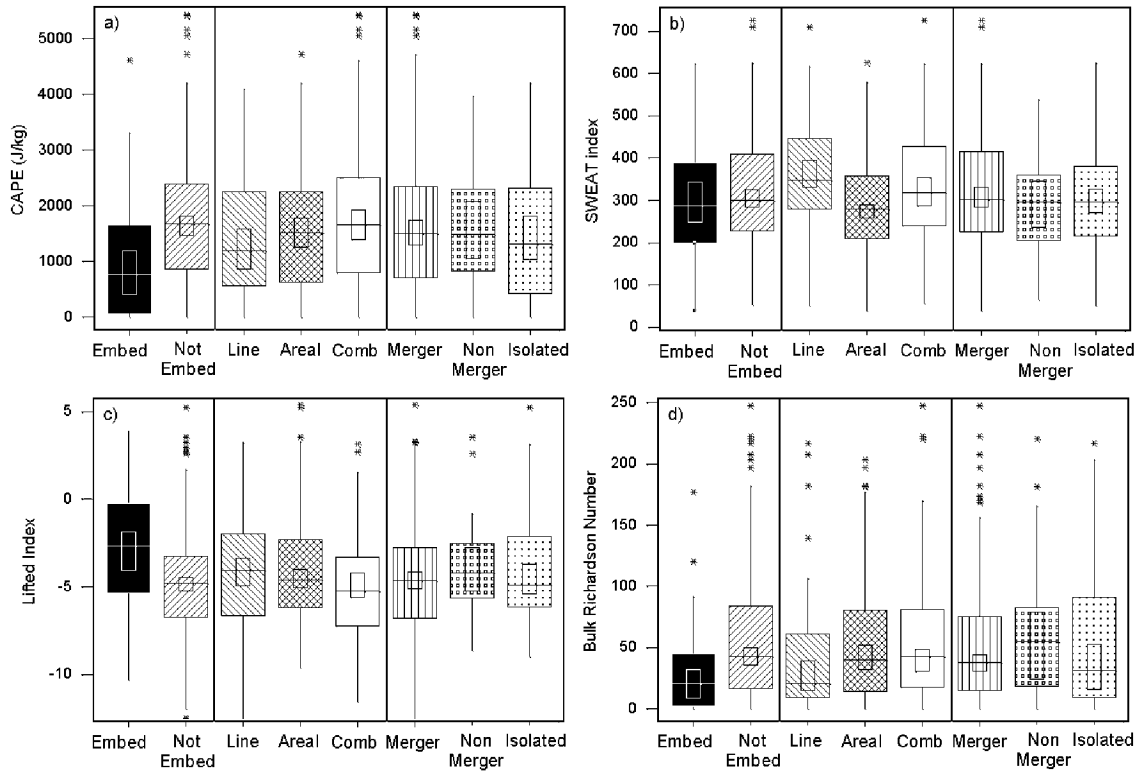 a)
CAPE (J/kg)
5000
4000
3000
2000
1000
0
Embed Not Embed Line Areal Comb Merger Non Merger Isolated
b)
SWEAT index
700
600
500
400
300
200
100
0
Embed Not Embed Line Areal Comb Merger Non Merger Isolated
c)
Lifted Index
5
0
-5
-10
Embed Not Embed Line Areal Comb Merger Non Merger Isolated
d)
Bulk Richardson Number
250
200
150
100
50
0
Embed Not Embed Line Areal Comb Merger Non Merger Isolated